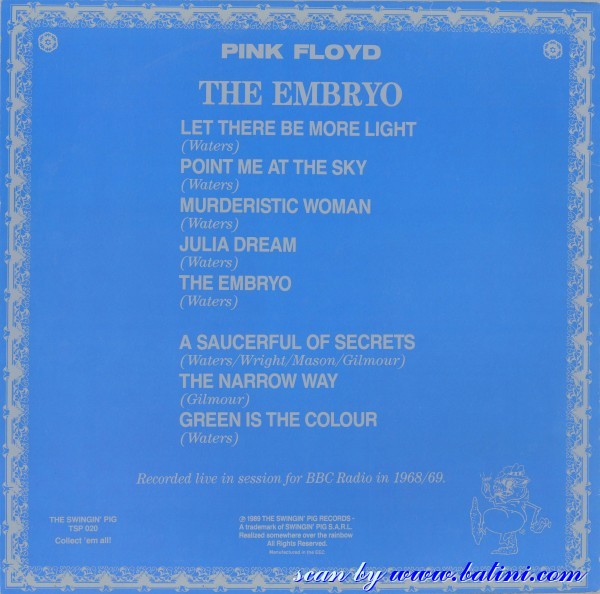 PINK FLOYD
THE EMBRYO
LET THERE BE MORE LIGHT
(Waters)
POINT ME AT THE SKY
(Waters)
MURDERISTIC WOMAN
(Waters)
JULIA DREAM
(Waters)
THE EMBRYO
(Waters)
A SAUCERFUL OF SECRETS
(Waters/Wright/Mason/Gilmour)
THE NARROW WAY
(Gilmour)
GREEN IS THE COLOUR
(Waters)
Recorded live in session for BBC Radio in 1968/69.
THE SWINGIN' PIG
TSP 020
Collect 'em all!
℗ 1989 THE SWINGIN' PIG RECORDS -
A trademark of SWINGIN' PIG S.A.R.L.
Realized somewhere over the rainbow
All Rights Reserved.
Manufactured in the EEC
scan by www.batini.com